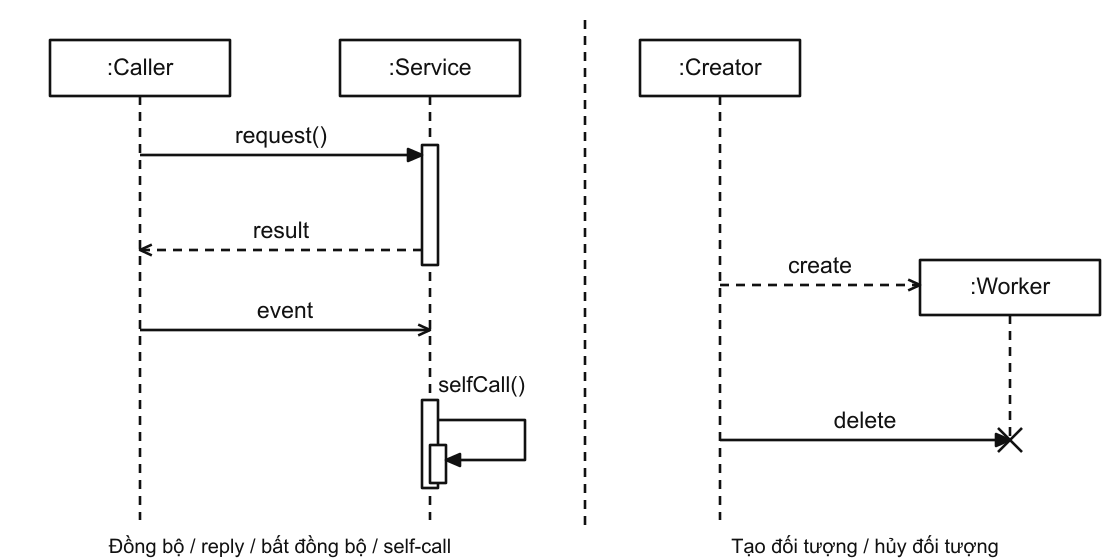 :Caller
:Service
request()
result
event
selfCall()
Đồng bộ / reply / bất đồng bộ / self-call
:Creator
create
:Worker
delete
Tạo đối tượng / hủy đối tượng